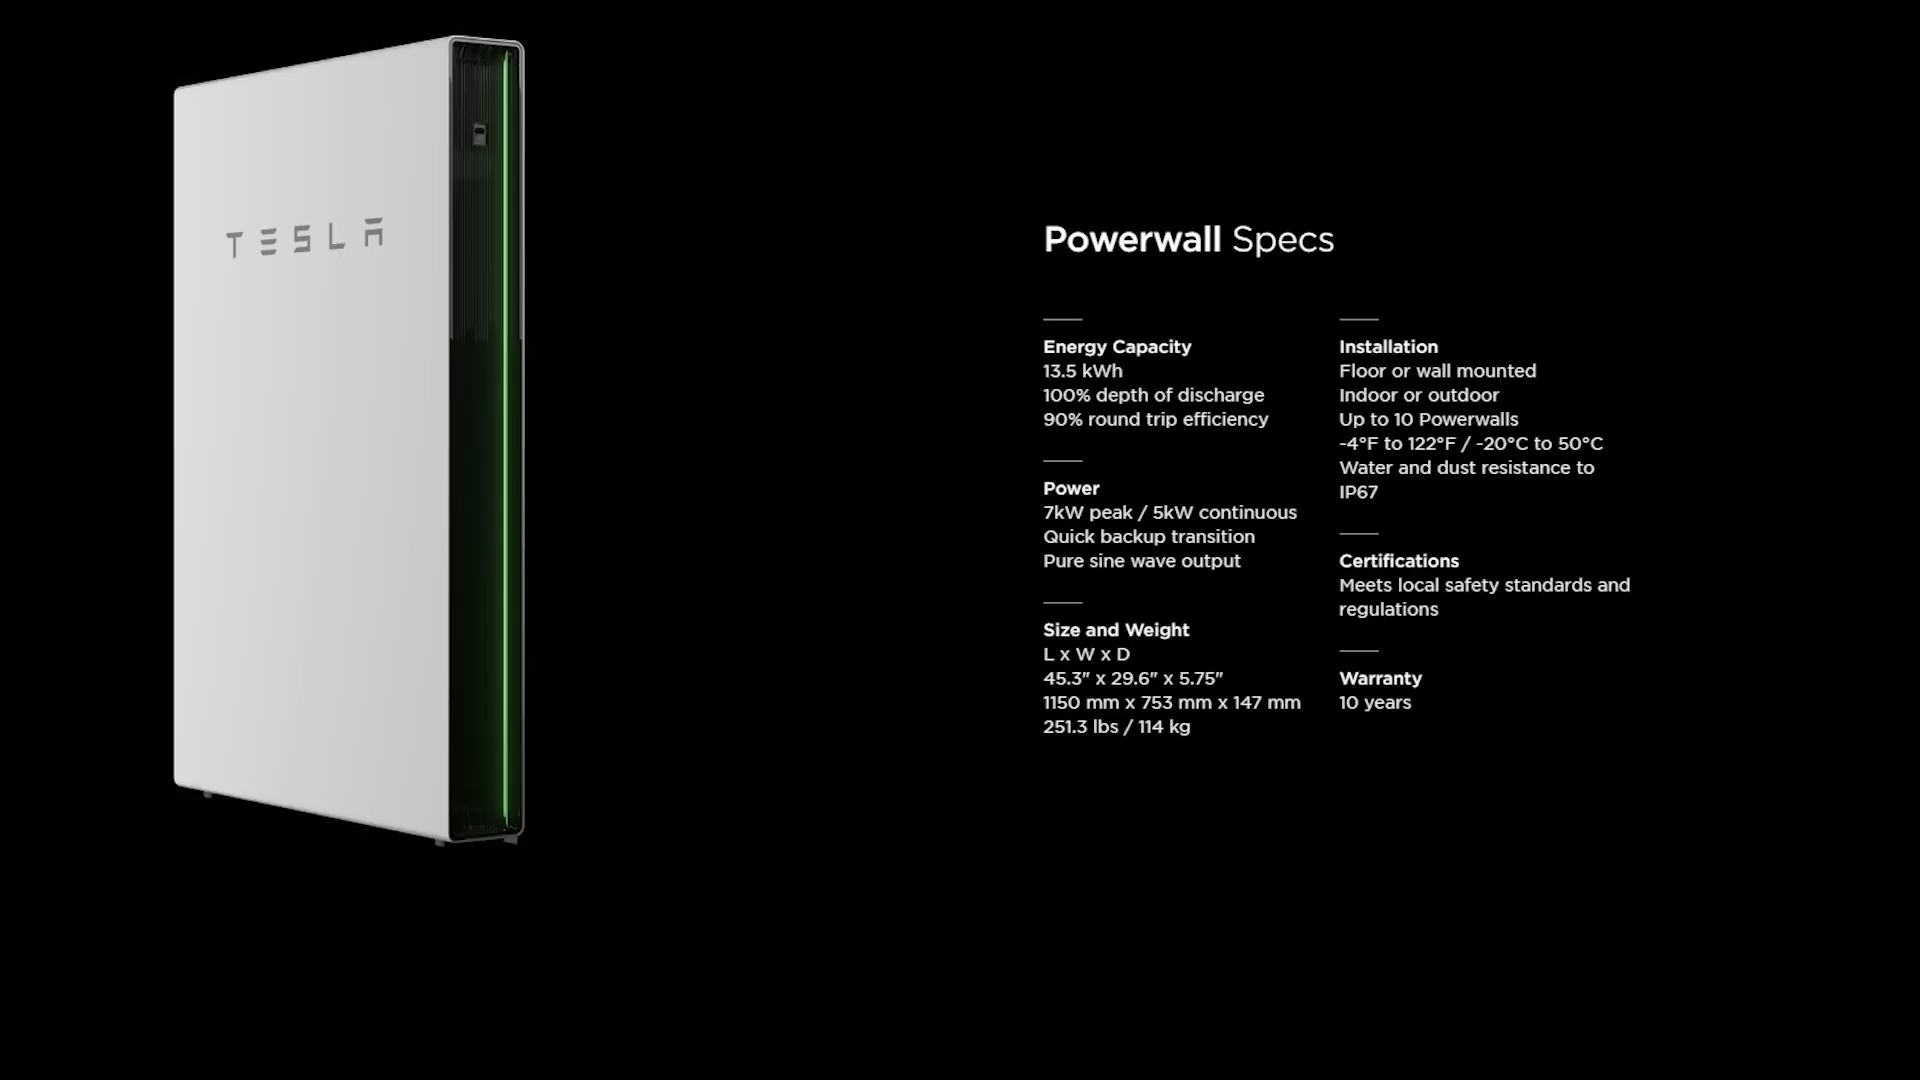 TESLA
Powerwall Specs
Energy Capacity
13.5 kWh
100% depth of discharge
90% round trip efficiency
Power
7kW peak / 5kW continuous
Quick backup transition
Pure sine wave output
Size and Weight
L x W x D
45.3" x 29.6" x 5.75"
1150 mm x 753 mm x 147 mm
251.3 lbs / 114 kg
Installation
Floor or wall mounted
Indoor or outdoor
Up to 10 Powerwalls
-4°F to 122°F / -20°C to 50°C
Water and dust resistance to
IP67
Certifications
Meets local safety standards and
regulations
Warranty
10 years